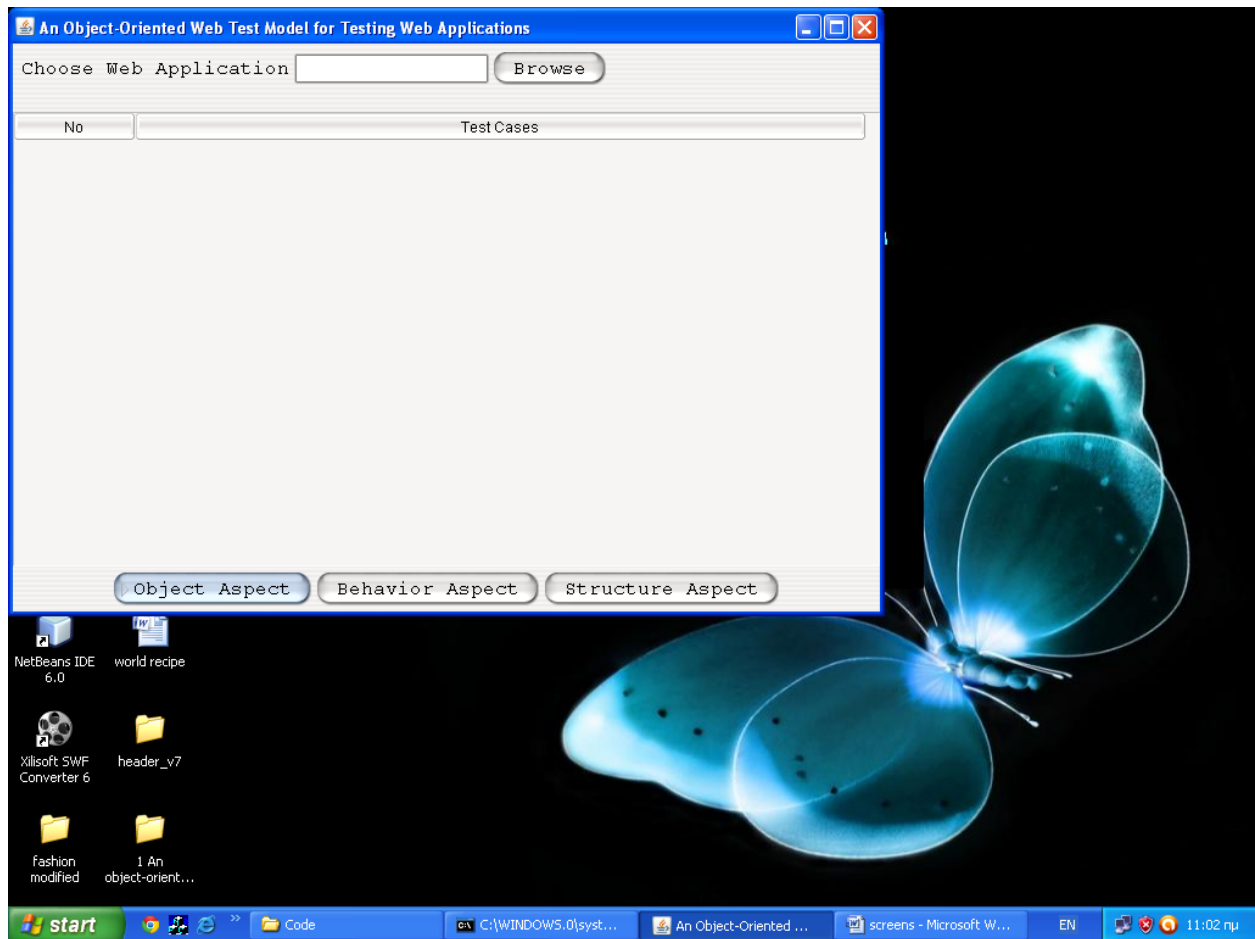 An Object-Oriented Web Test Model for Testing Web Applications
Choose Web Application Browse
No Test Cases
Object Aspect Behavior Aspect Structure Aspect
NetBeans IDE 6.0
world recipe
Xilisoft SWF Converter 6
header_v7
fashion modified
1 An object-orient...
start Code C:\WINDOWS.0\syst... An Object-Oriented ... screens - Microsoft W... EN 11:02 πμ